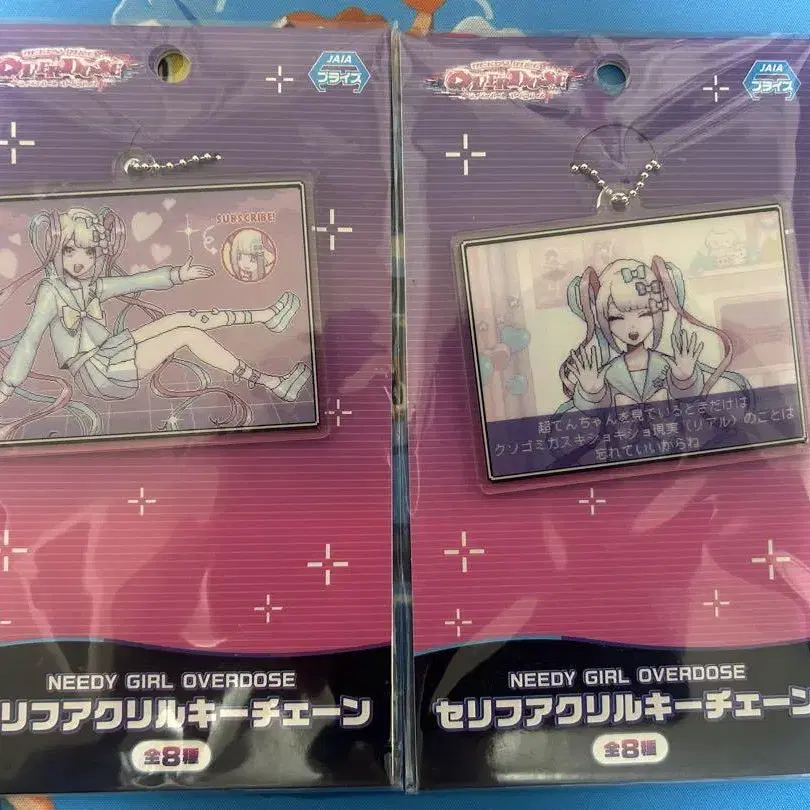 NEEDY GIRL
OVERDOSE
JAIA
プライズ
SUBSCRIBE!
NEEDY GIRL OVERDOSE
リフアクリルキーチェーン
全8種
OVERDOSE
JAIA
プライズ
超てんちゃんを見ているときだけは
クソゴミカスキショキショ現実（リアル）のことは
忘れていいからね
NEEDY GIRL OVERDOSE
セリフアクリルキーチェーン
全8種